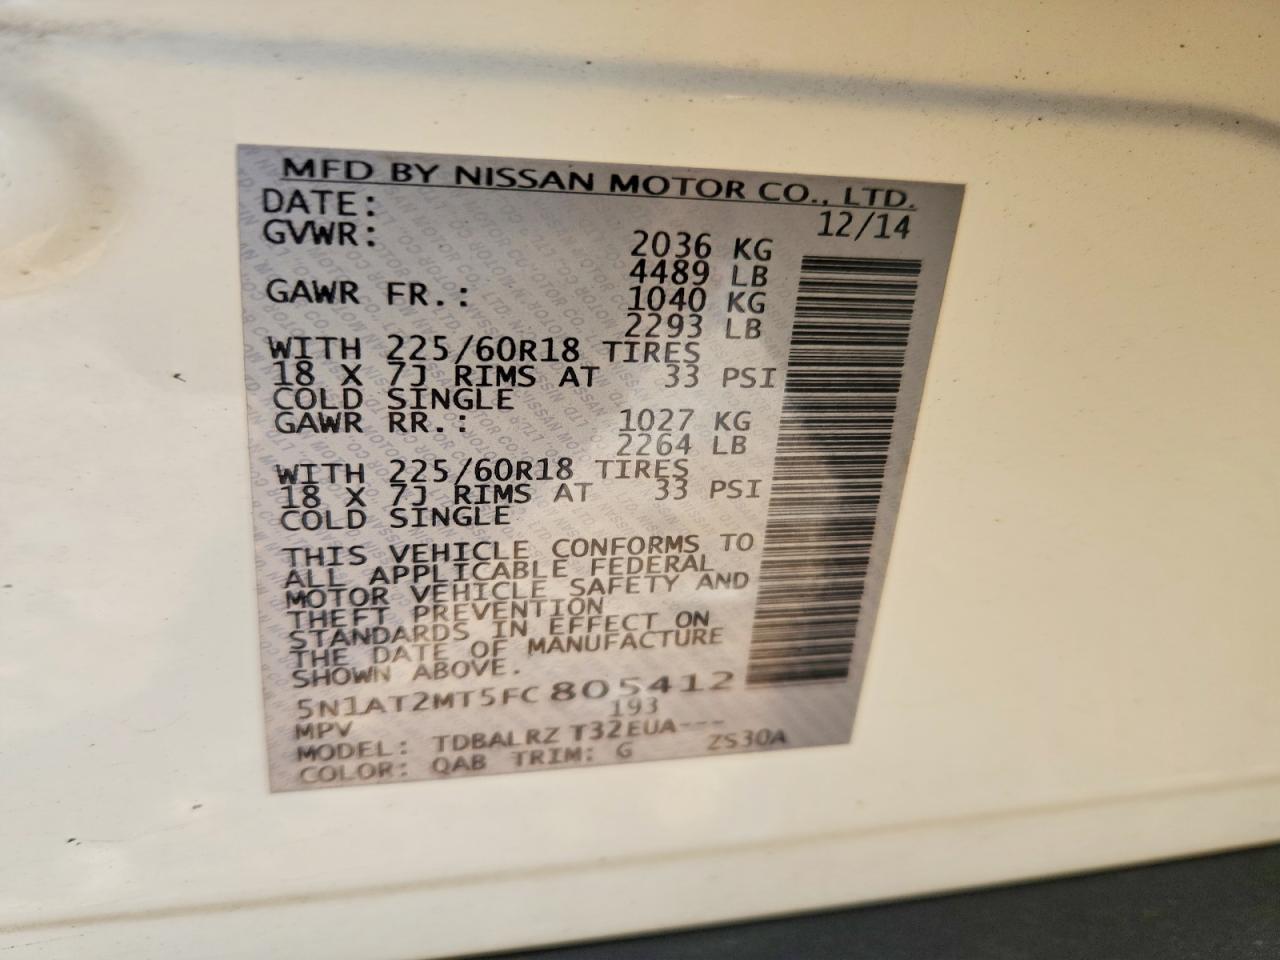 MFD BY NISSAN MOTOR CO., LTD.
DATE: 12/14
GVWR: 2036 KG
4489 LB
GAWR FR.: 1040 KG
2293 LB
WITH 225/60R18 TIRES
18 X 7J RIMS AT 33 PSI
COLD SINGLE
GAWR RR.: 1027 KG
2264 LB
WITH 225/60R18 TIRES
18 X 7J RIMS AT 33 PSI
COLD SINGLE
THIS VEHICLE CONFORMS TO
ALL APPLICABLE FEDERAL
MOTOR VEHICLE SAFETY AND
THEFT PREVENTION
STANDARDS IN EFFECT ON
THE DATE OF MANUFACTURE
SHOWN ABOVE.
5N1AT2MT5FC805412
MPV 193
MODEL: TDBALRZ T32EUA---
COLOR: QAB TRIM: G ZS30A